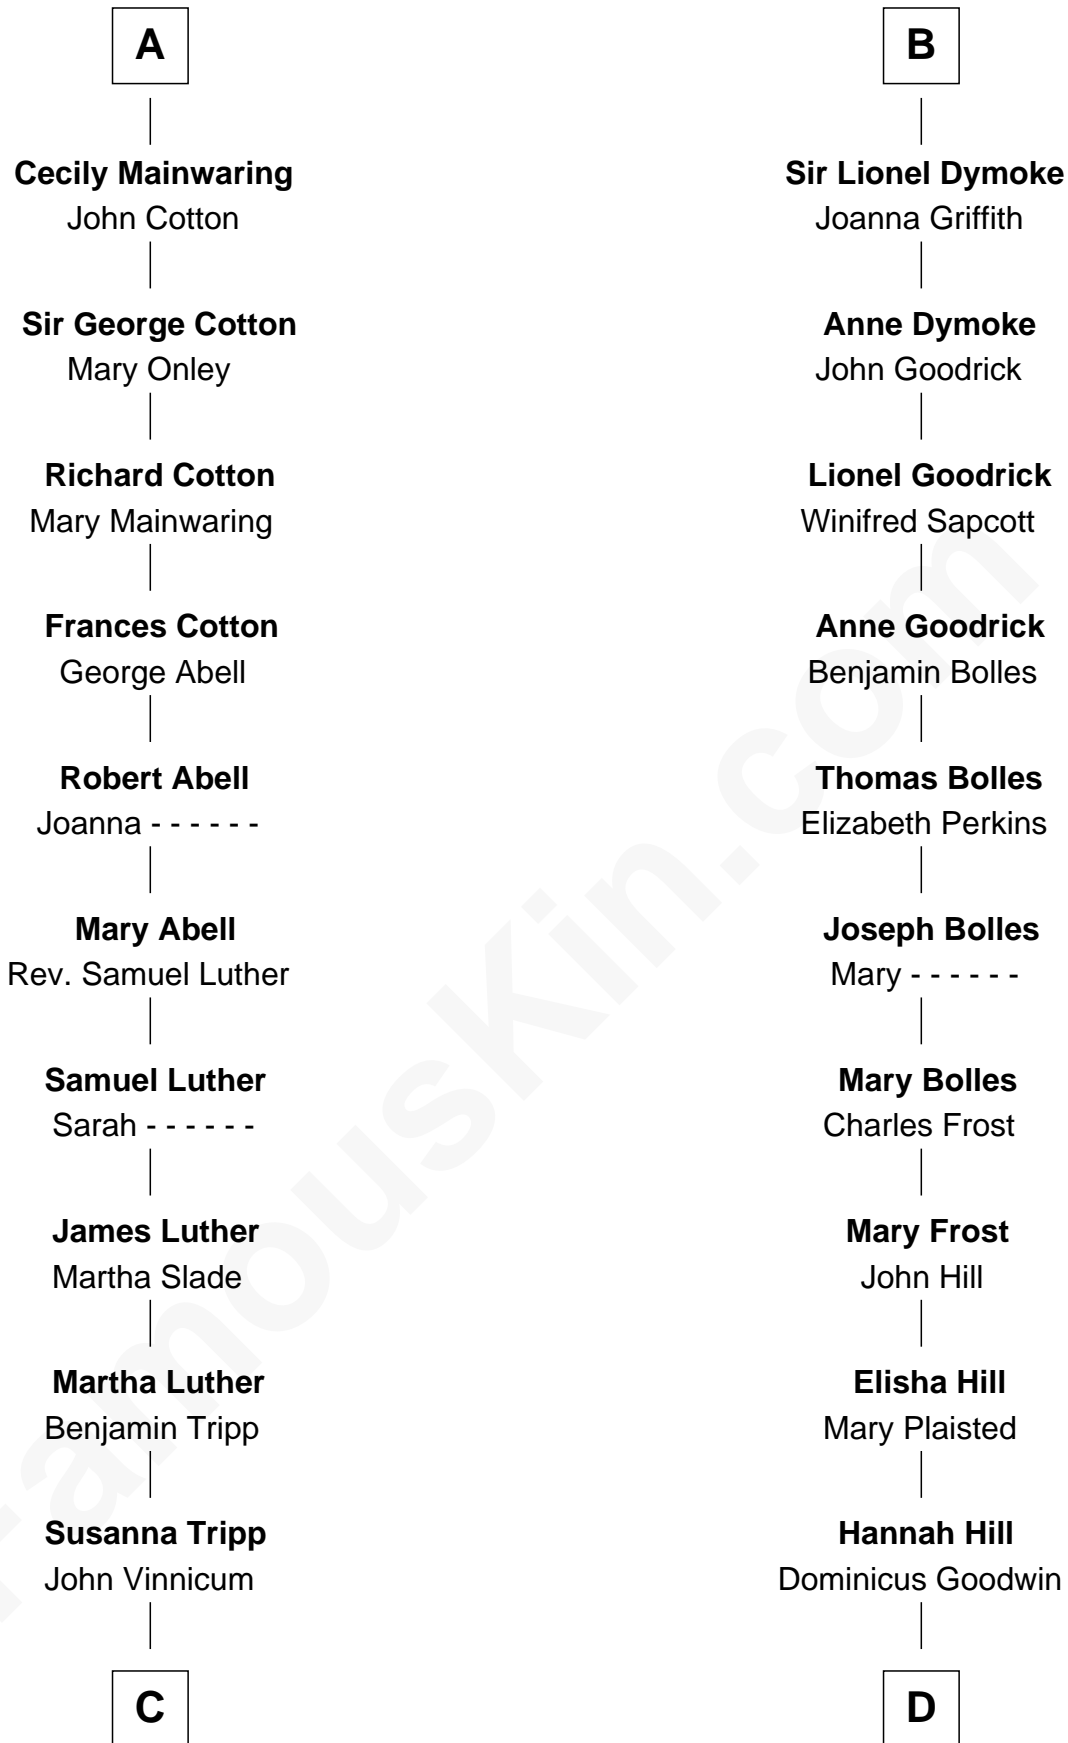 A
Cecily Mainwaring
John Cotton
Sir George Cotton
Mary Onley
Richard Cotton
Mary Mainwaring
Frances Cotton
George Abell
Robert Abell
Joanna - - - - - -
Mary Abell
Rev. Samuel Luther
Samuel Luther
Sarah - - - - - -
James Luther
Martha Slade
Martha Luther
Benjamin Tripp
Susanna Tripp
John Vinnicum
C
B
Sir Lionel Dymoke
Joanna Griffith
Anne Dymoke
John Goodrick
Lionel Goodrick
Winifred Sapcott
Anne Goodrick
Benjamin Bolles
Thomas Bolles
Elizabeth Perkins
Joseph Bolles
Mary - - - - - -
Mary Bolles
Charles Frost
Mary Frost
John Hill
Elisha Hill
Mary Plaisted
Hannah Hill
Dominicus Goodwin
D
FamousKin.com